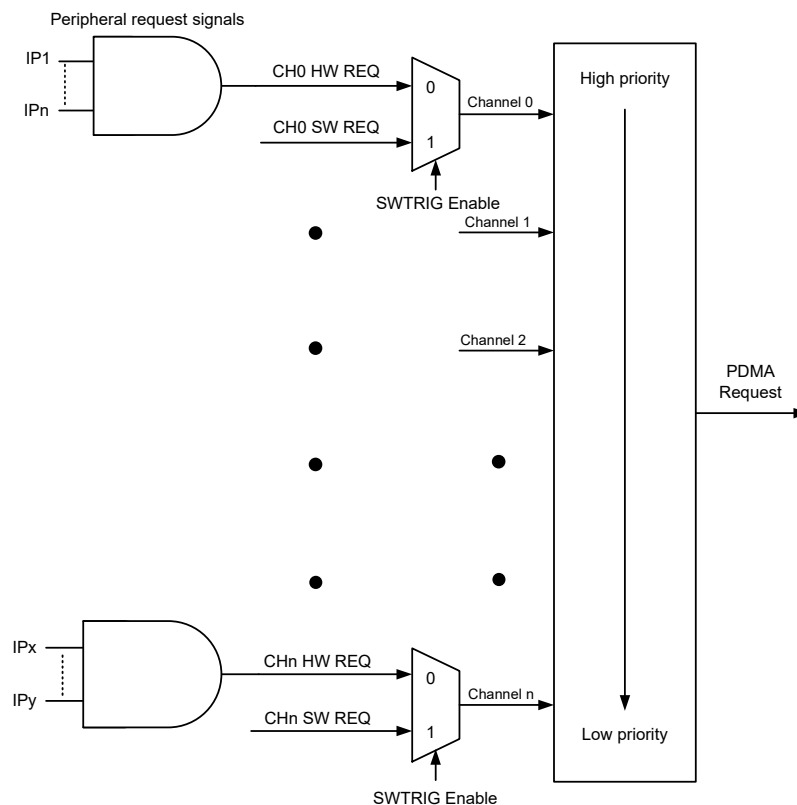 Peripheral request signals
IP1
IPn
CH0 HW REQ
CH0 SW REQ
0
1
SWTRIG Enable
Channel 0
Channel 1
Channel 2
High priority
PDMA
Request
IPx
IPy
CHn HW REQ
CHn SW REQ
0
1
SWTRIG Enable
Channel n
Low priority